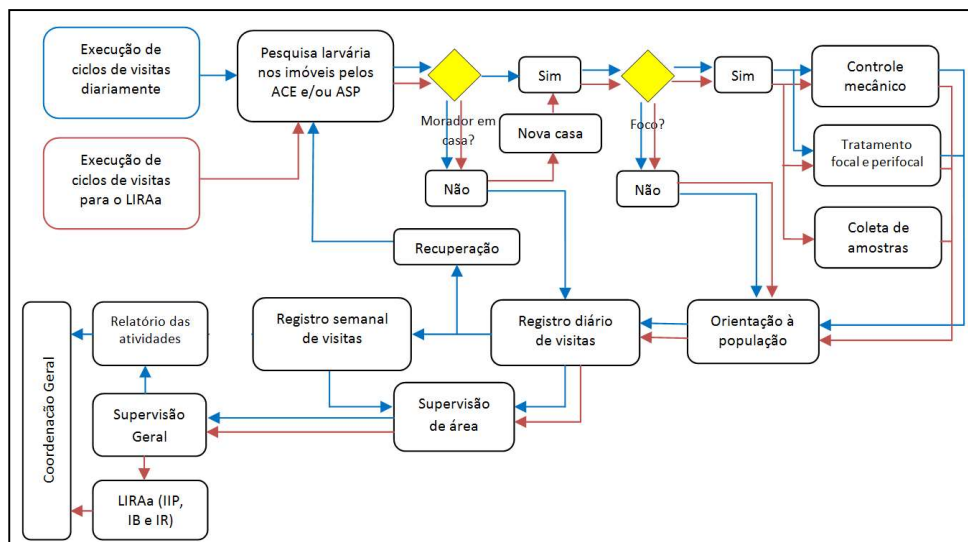 Execução de
ciclos de visitas
diariamente
Pesquisa larvária
nos imóveis pelos
ACE e/ou ASP
Sim
Sim
Controle
mecânico
Morador em
casa?
Nova casa
Foco?
Tratamento
focal e perifocal
Execução de
ciclos de visitas
para o LIRAa
Não
Não
Coleta de
amostras
Recuperação
Relatório das
atividades
Registro semanal
de visitas
Registro diário
de visitas
Orientação à
população
Coordenação Geral
Supervisão
Geral
Supervisão
de área
LIRAa (IIP,
IB e IR)